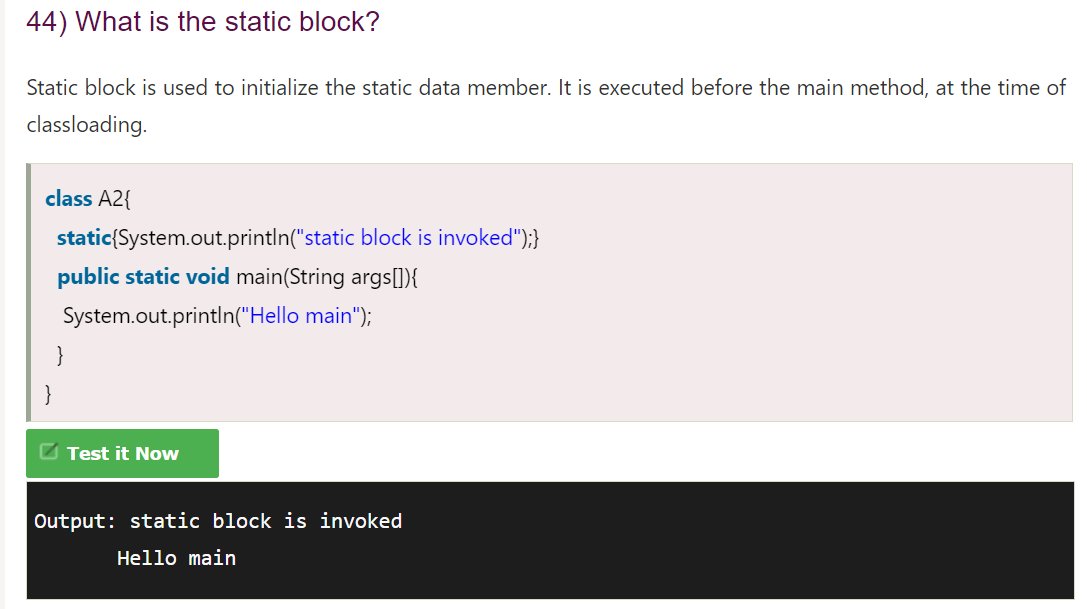 44) What is the static block?
Static block is used to initialize the static data member. It is executed before the main method, at the time of
classloading.
class A2{
static{System.out.println("static block is invoked");}
public static void main(String args[]){
System.out.println("Hello main");
}
}
Test it Now
Output: static block is invoked
Hello main